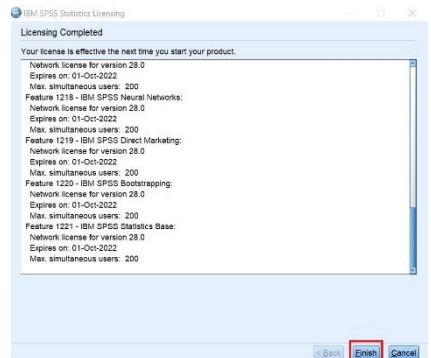 IBM SPSS Statistics Licensing
Licensing Completed
Your license is effective the next time you start your product.
Network license for version 28.0
Expires on: 01-Oct-2022
Max. simultaneous users: 200
Feature 1218 - IBM SPSS Neural Networks:
Network license for version 28.0
Expires on: 01-Oct-2022
Max. simultaneous users: 200
Feature 1219 - IBM SPSS Direct Marketing:
Network license for version 28.0
Expires on: 01-Oct-2022
Max. simultaneous users: 200
Feature 1220 - IBM SPSS Bootstrapping:
Network license for version 28.0
Expires on: 01-Oct-2022
Max. simultaneous users: 200
Feature 1221 - IBM SPSS Statistics Base:
Network license for version 28.0
Expires on: 01-Oct-2022
Max. simultaneous users: 200
< Back Finish Cancel